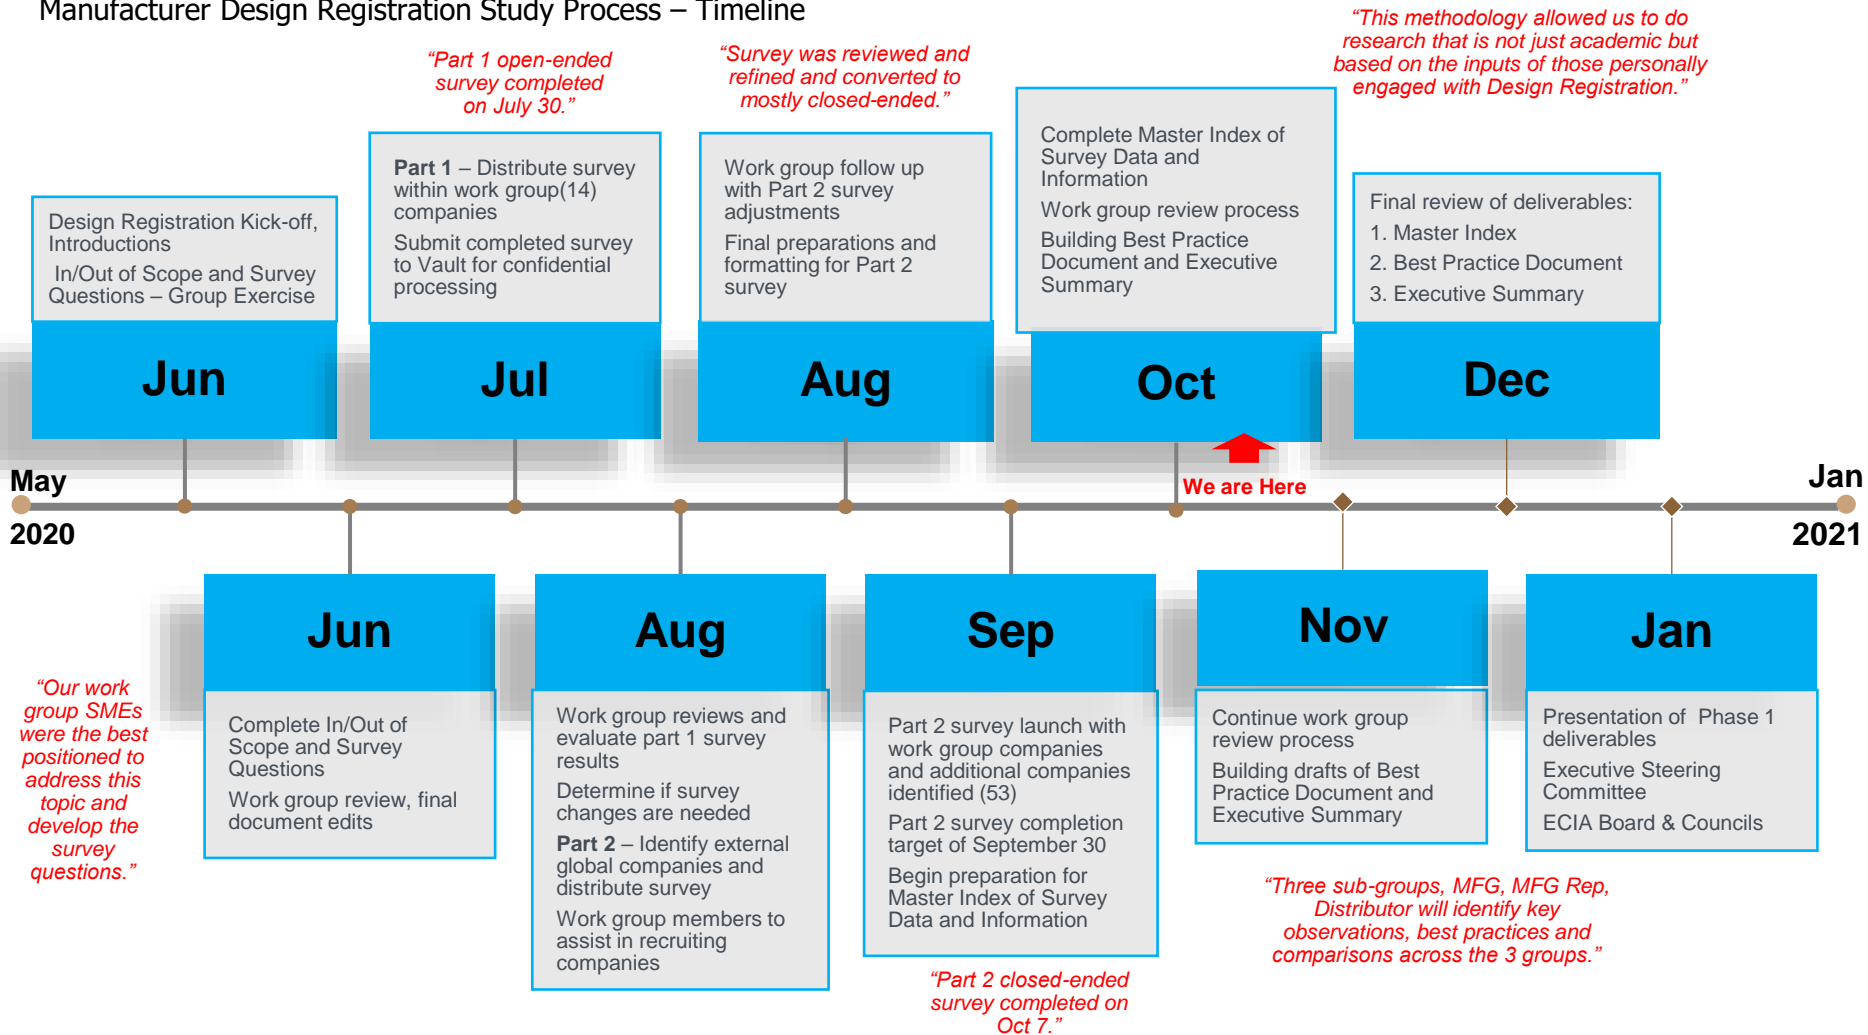 Manufacturer Design Registration Study Process – Timeline
“Part 1 open-ended
survey completed
on July 30.”
“Survey was reviewed and
refined and converted to
mostly closed-ended.”
“This methodology allowed us to do
research that is not just academic but
based on the inputs of those personally
engaged with Design Registration.”
Design Registration Kick-off,
Introductions
In/Out of Scope and Survey
Questions – Group Exercise
Jun
Part 1 – Distribute survey
within work group(14)
companies
Submit completed survey
to Vault for confidential
processing
Jul
Work group follow up
with Part 2 survey
adjustments
Final preparations and
formatting for Part 2
survey
Aug
Complete Master Index of
Survey Data and
Information
Work group review process
Building Best Practice
Document and Executive
Summary
Oct
Final review of deliverables:
1. Master Index
2. Best Practice Document
3. Executive Summary
Dec
We are Here
May
2020
Jan
2021
Jun
Complete In/Out of
Scope and Survey
Questions
Work group review, final
document edits
“Our work
group SMEs
were the best
positioned to
address this
topic and
develop the
survey
questions.”
Aug
Work group reviews and
evaluate part 1 survey
results
Determine if survey
changes are needed
Part 2 – Identify external
global companies and
distribute survey
Work group members to
assist in recruiting
companies
Sep
Part 2 survey launch with
work group companies
and additional companies
identified (53)
Part 2 survey completion
target of September 30
Begin preparation for
Master Index of Survey
Data and Information
“Part 2 closed-ended
survey completed on
Oct 7.”
Nov
Continue work group
review process
Building drafts of Best
Practice Document and
Executive Summary
“Three sub-groups, MFG, MFG Rep,
Distributor will identify key
observations, best practices and
comparisons across the 3 groups.”
Jan
Presentation of  Phase 1
deliverables
Executive Steering
Committee
ECIA Board & Councils